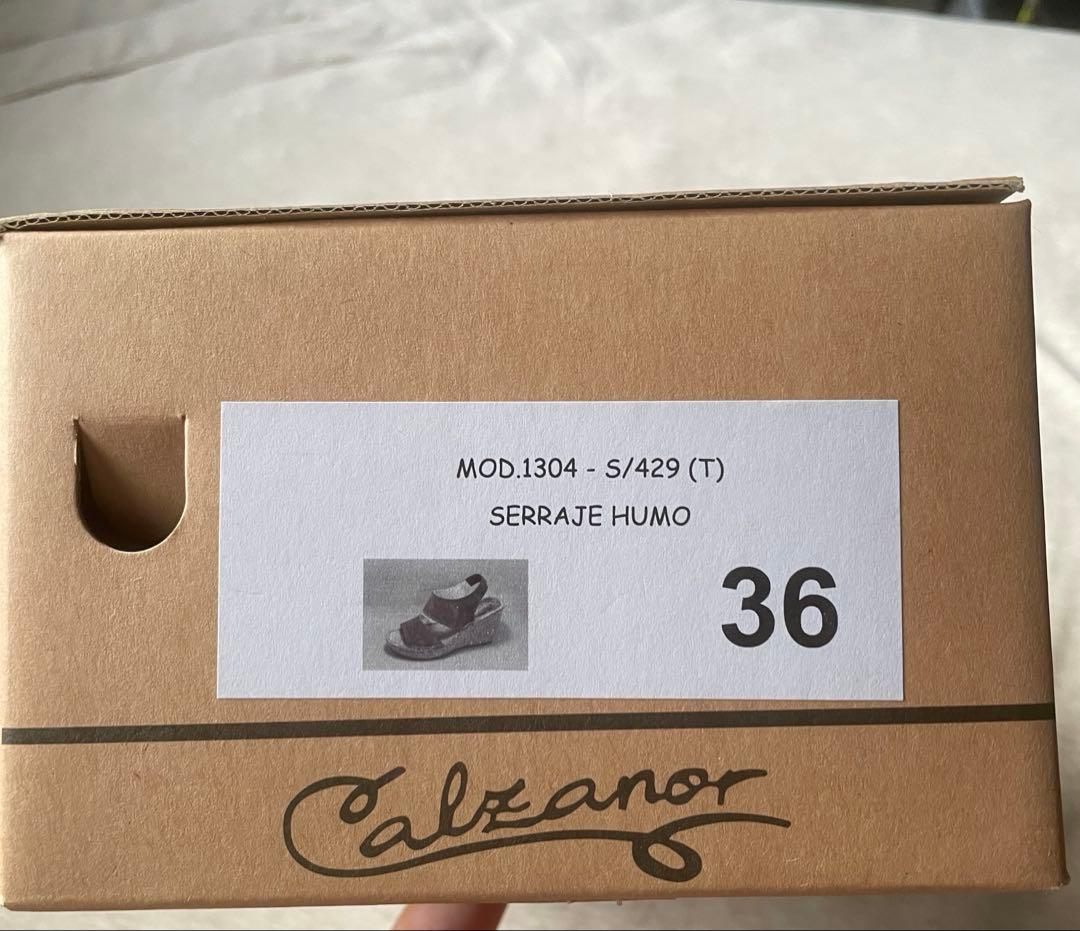 MOD.1304 - S/429 (T)
SERRAJE HUMO
36
Calzanor